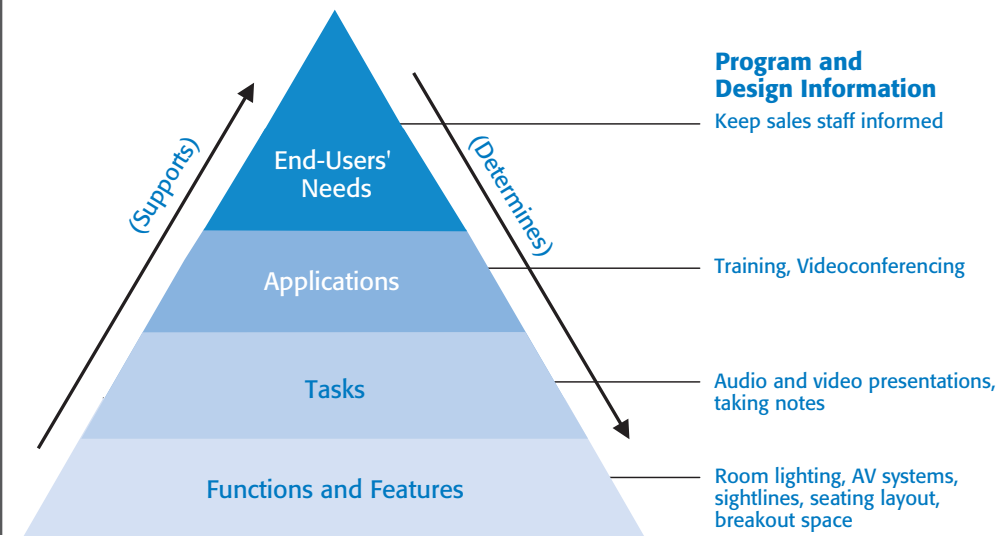 Program and
Design Information
Keep sales staff informed
(Supports)
(Determines)
End-Users'
Needs
Applications
Training, Videoconferencing
Tasks
Audio and video presentations,
taking notes
Functions and Features
Room lighting, AV systems,
sightlines, seating layout,
breakout space